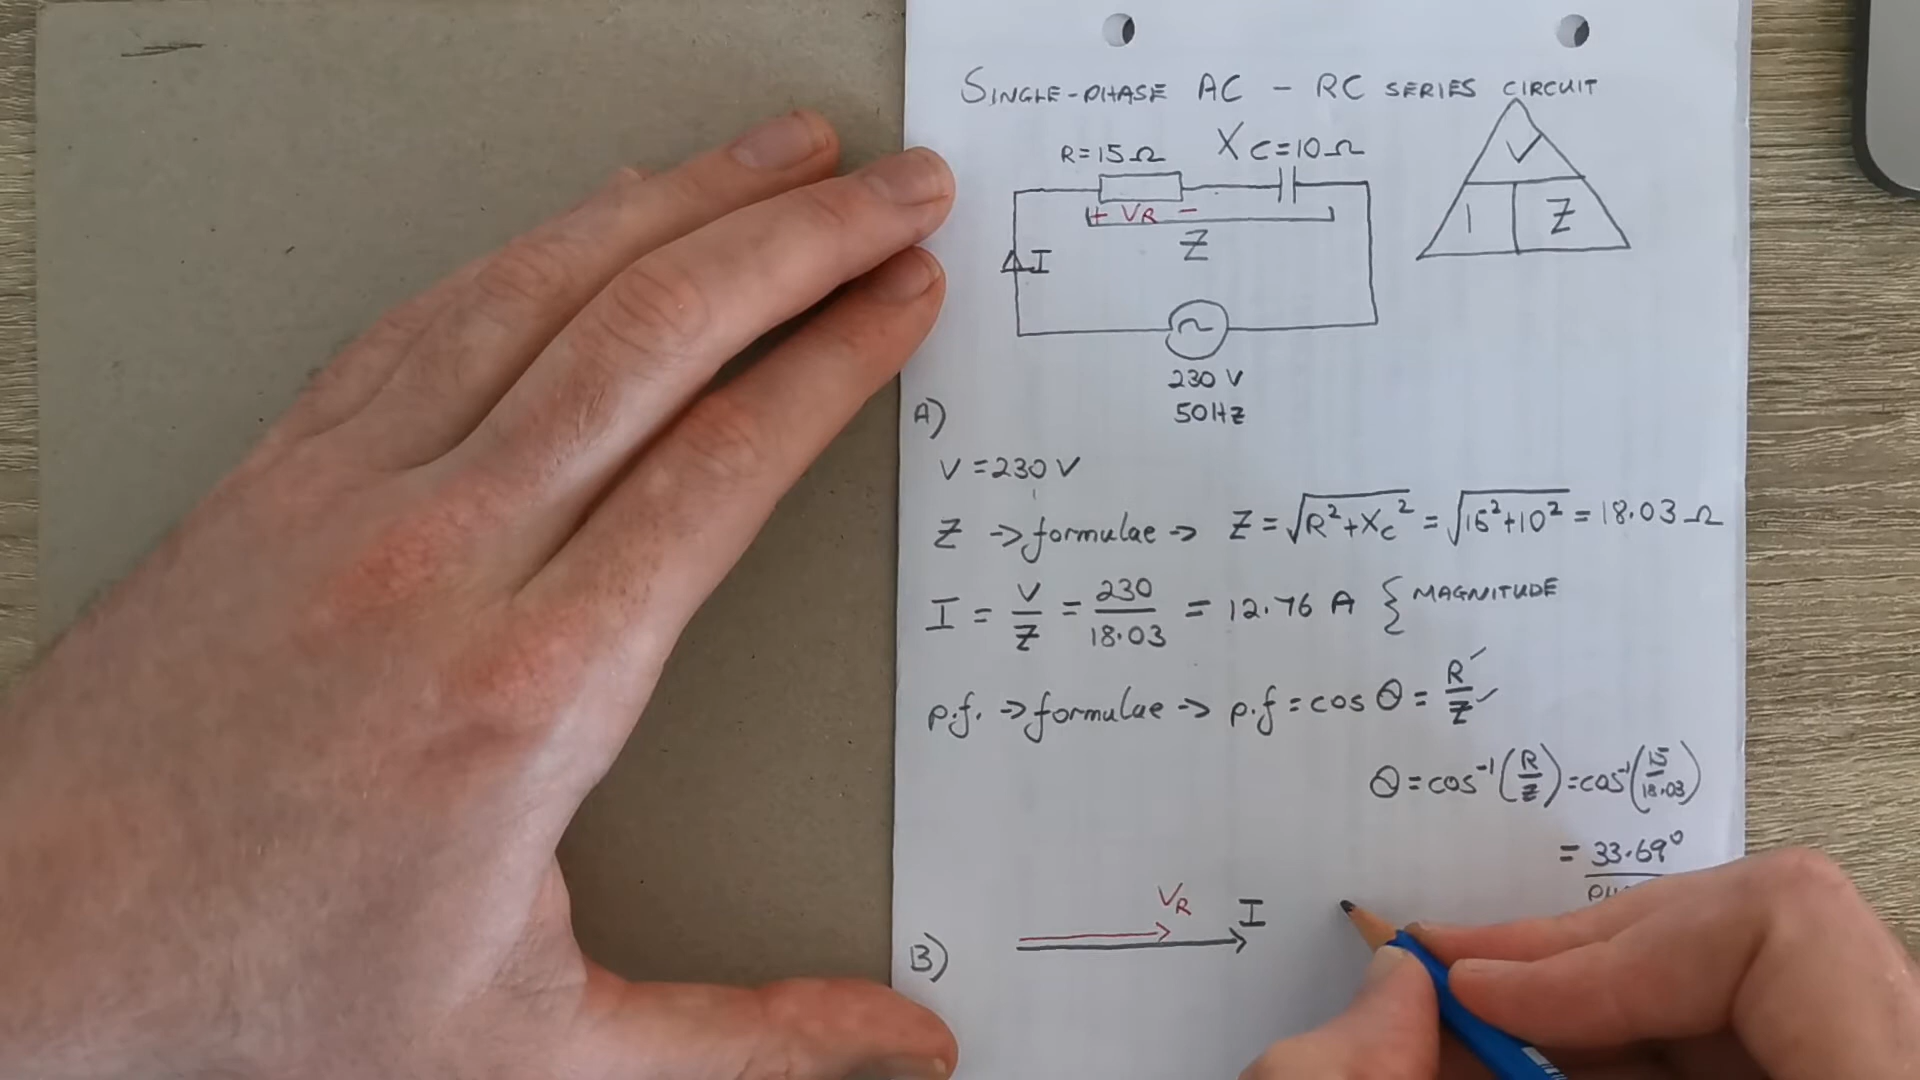 SINGLE-PHASE AC - RC SERIES CIRCUIT
R=15Ω XC=10Ω
V
I Z
+ VR -
Z
I
230 V
50HZ
A)
V = 230 V
Z -> formulae -> Z = √R²+Xc² = √15²+10² = 18.03 Ω
I = V/Z = 230/18.03 = 12.76 A { MAGNITUDE
p.f. -> formulae -> p.f = cos θ = R/Z
θ = cos⁻¹(R/Z) = cos⁻¹(15/18.03)
= 33.69°
VR I
B)